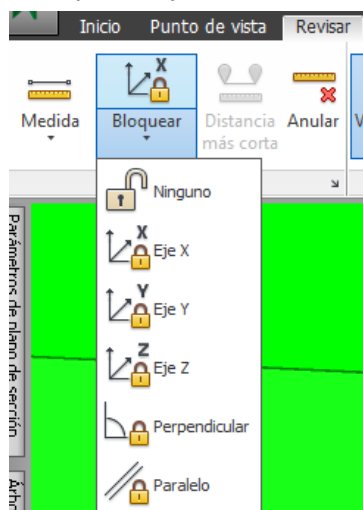 Inicio Punto de vista Revisar
Medida
X
Bloquear
Distancia
más corta
Anular
V
Ninguno
X
Eje X
Y
Eje Y
Z
Eje Z
Perpendicular
Paralelo
Parámetros de plano de sección
Árbo